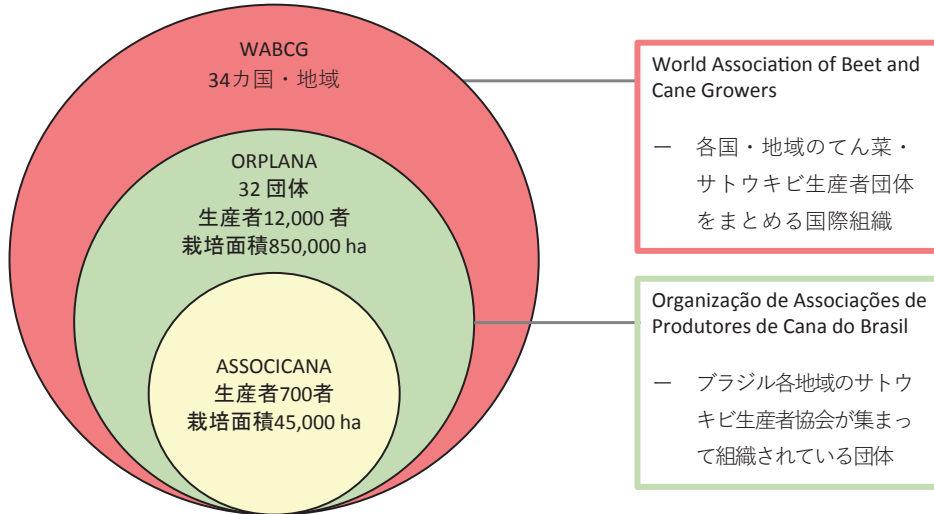 WABCG
34カ国・地域
ORPLANA
32 団体
生産者12,000 者
栽培面積850,000 ha
ASSOCICANA
生産者700者
栽培面積45,000 ha
World Association of Beet and
Cane Growers
― 各国・地域のてん菜・
サトウキビ生産者団体
をまとめる国際組織
Organização de Associações de
Produtores de Cana do Brasil
― ブラジル各地域のサトウ
キビ生産者協会が集まっ
て組織されている団体